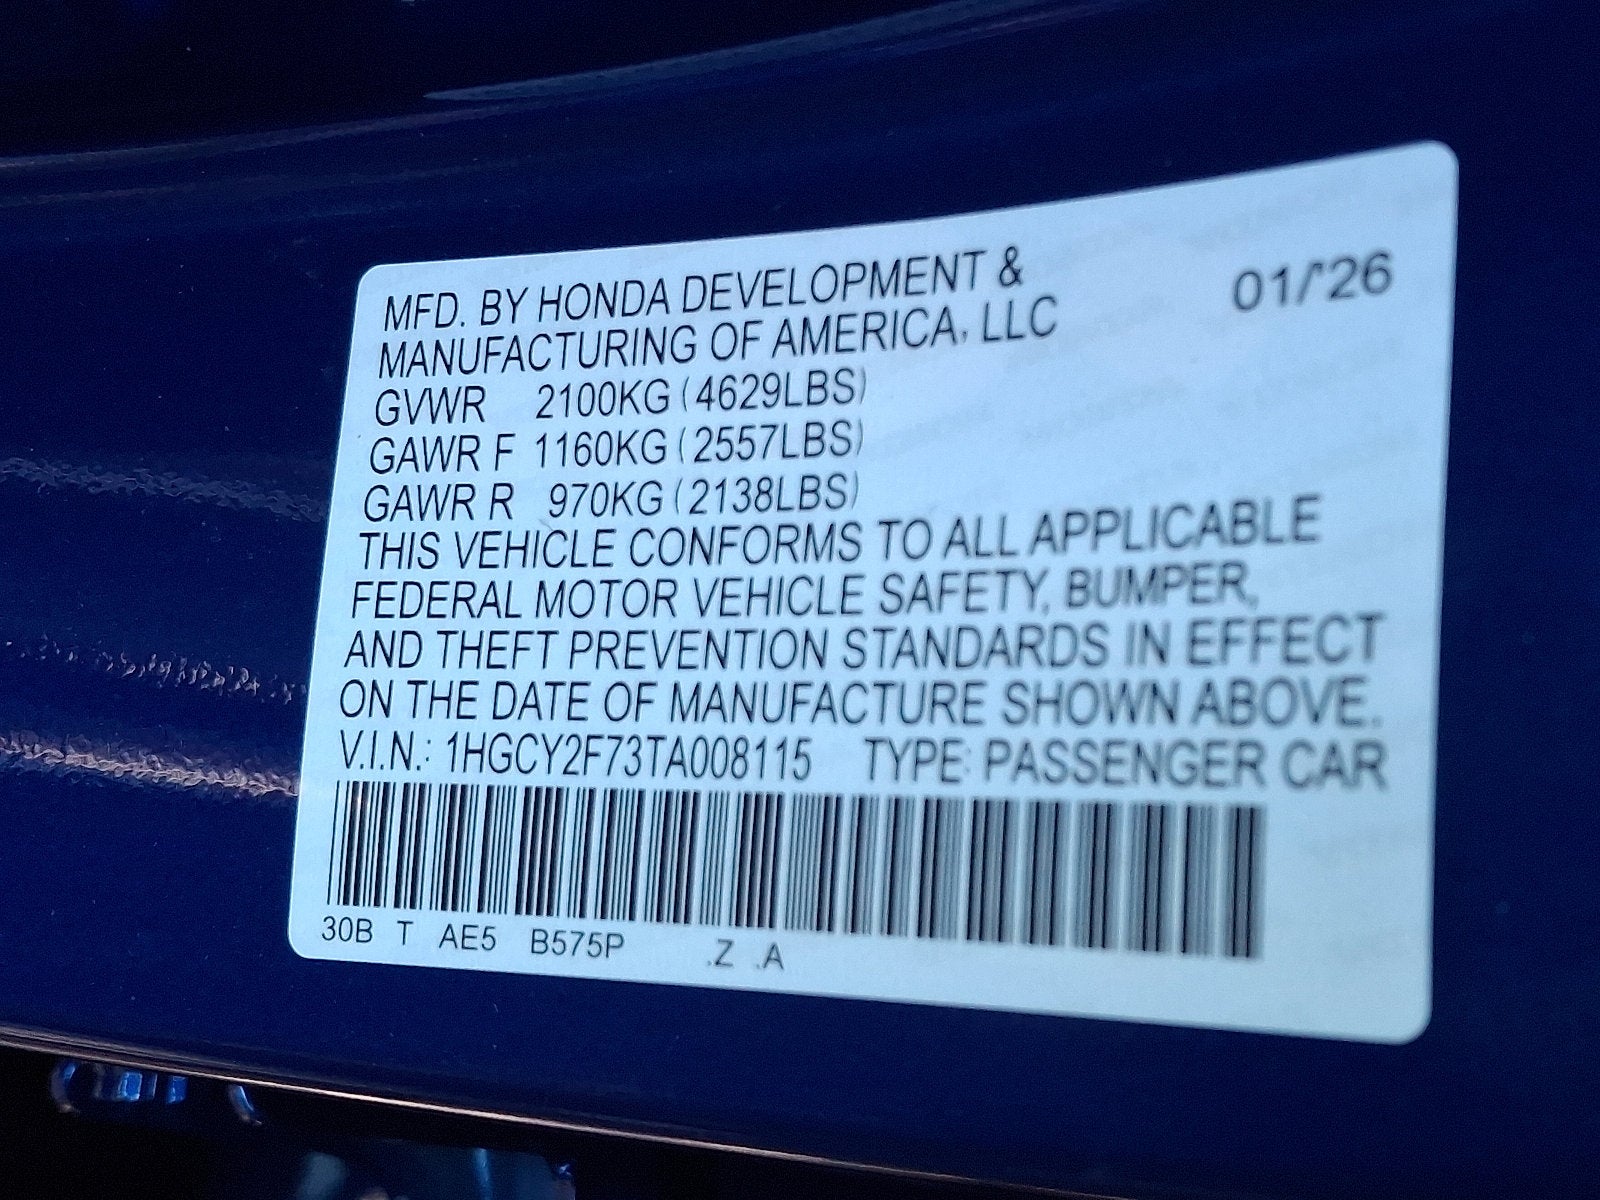 MFD. BY HONDA DEVELOPMENT & 01/'26
MANUFACTURING OF AMERICA, LLC
GVWR 2100KG (4629LBS)
GAWR F 1160KG (2557LBS)
GAWR R 970KG (2138LBS)
THIS VEHICLE CONFORMS TO ALL APPLICABLE
FEDERAL MOTOR VEHICLE SAFETY, BUMPER,
AND THEFT PREVENTION STANDARDS IN EFFECT
ON THE DATE OF MANUFACTURE SHOWN ABOVE.
V.I.N.: 1HGCY2F73TA008115 TYPE: PASSENGER CAR
30B T AE5 B575P .Z .A